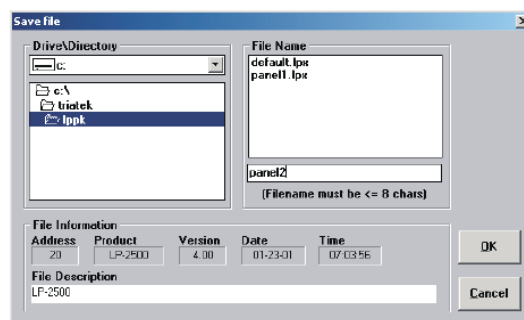 Save file
Drive\Directory
c:
c:\
triatek
lppk
File Name
default.lpx
panel1.lpx
panel2
(Filename must be <= 8 chars)
File Information
Address Product Version Date Time
20 LP-2500 4.00 01-23-01 07:03:56
File Description
LP-2500
OK
Cancel